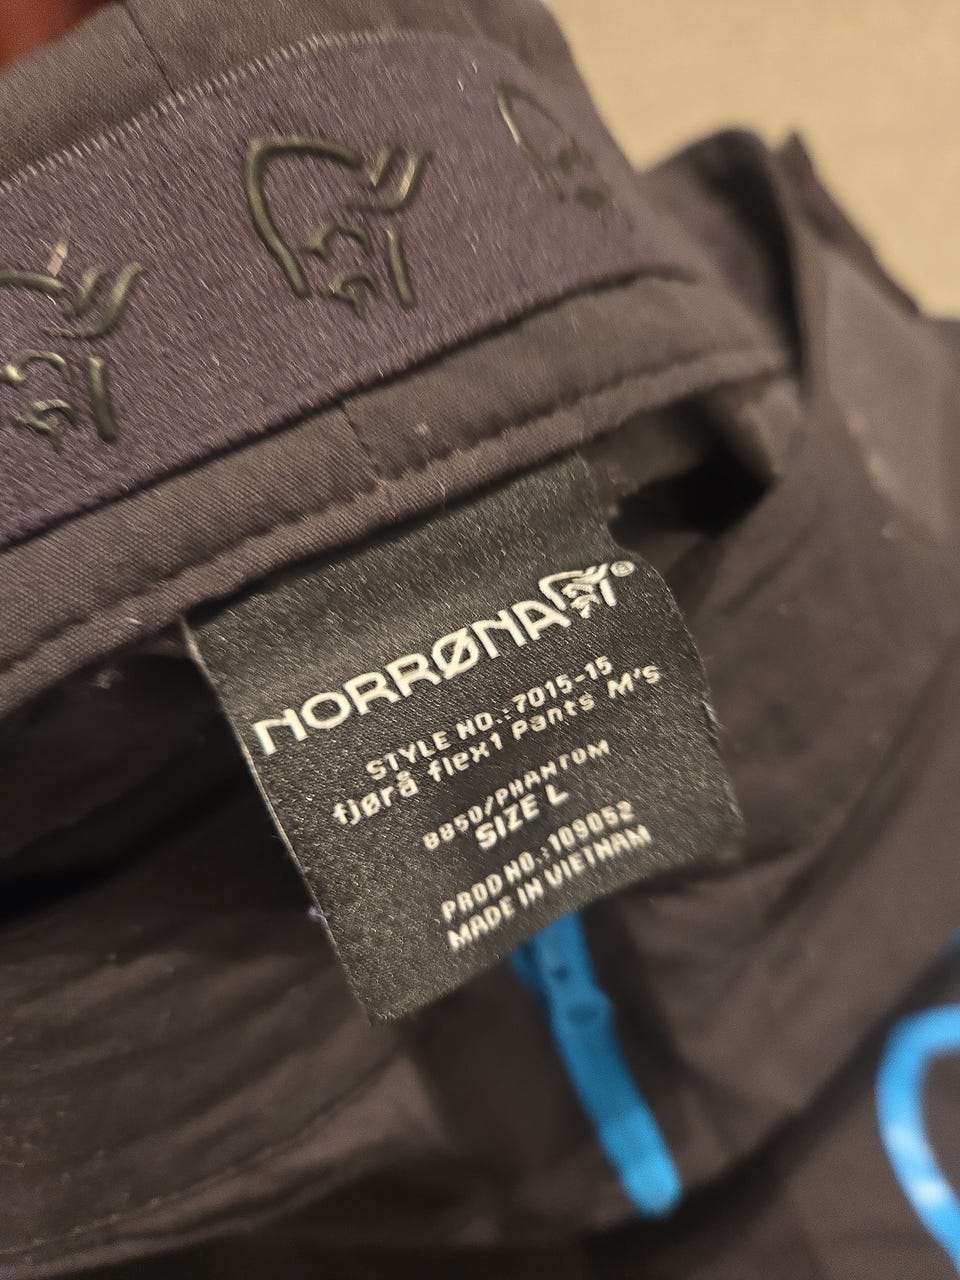 NORRØNA®
STYLE NO.:7015-15
fjørå flex1 pants M's
8850/PHANTOM
SIZE L
PROD NO.:109052
MADE IN VIETNAM